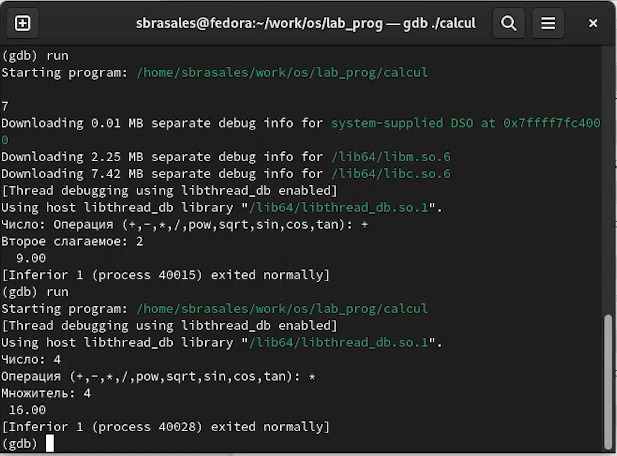 sbrasales@fedora:~/work/os/lab_prog — gdb ./calcul
(gdb) run
Starting program: /home/sbrasales/work/os/lab_prog/calcul
7
Downloading 0.01 MB separate debug info for system-supplied DSO at 0x7ffff7fc400
0
Downloading 2.25 MB separate debug info for /lib64/libm.so.6
Downloading 7.42 MB separate debug info for /lib64/libc.so.6
[Thread debugging using libthread_db enabled]
Using host libthread_db library "/lib64/libthread_db.so.1".
Число: Операция (+,-,*,/,pow,sqrt,sin,cos,tan): +
Второе слагаемое: 2
9.00
[Inferior 1 (process 40015) exited normally]
(gdb) run
Starting program: /home/sbrasales/work/os/lab_prog/calcul
[Thread debugging using libthread_db enabled]
Using host libthread_db library "/lib64/libthread_db.so.1".
Число: 4
Операция (+,-,*,/,pow,sqrt,sin,cos,tan): *
Множитель: 4
16.00
[Inferior 1 (process 40028) exited normally]
(gdb)